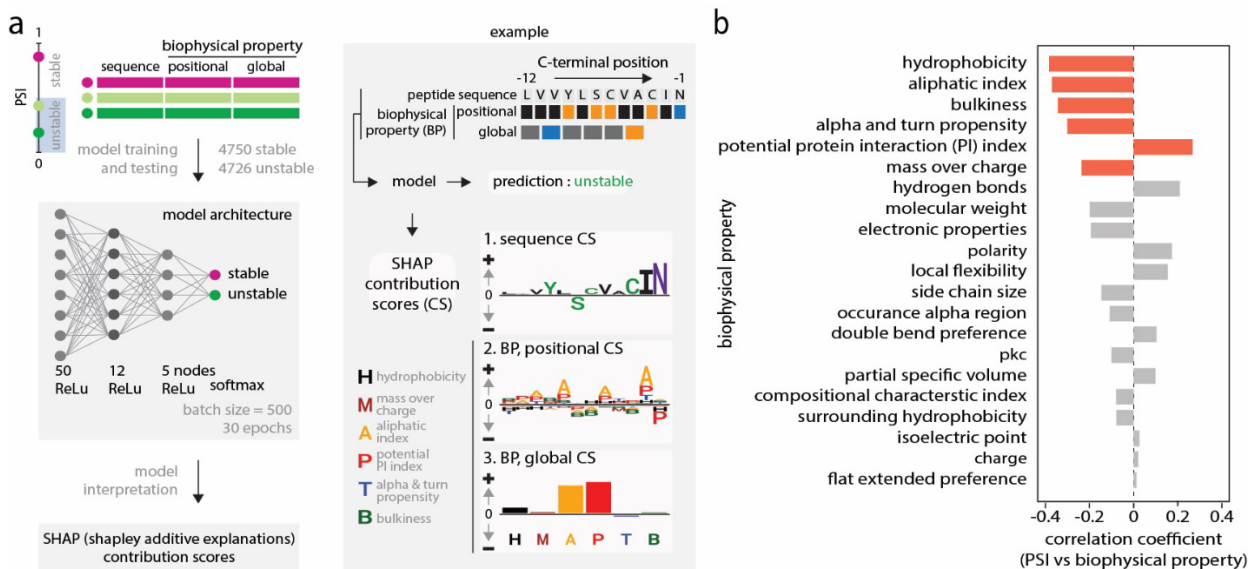 a
1
PSI
0
stable
unstable
biophysical property
sequence positional global
model training
and testing
4750 stable
4726 unstable
model architecture
stable
unstable
50 12 5 nodes
ReLu ReLu ReLu softmax
batch size = 500
30 epochs
model
interpretation
SHAP (shapley additive explanations)
contribution scores
example
C-terminal position
-12 -1
peptide sequence L V V Y L S C V A C I N
biophysical
property (BP)
positional
global
model
prediction : unstable
SHAP
contribution
scores (CS)
1. sequence CS
+
0
–
V Y L S C V A C I N
2. BP, positional CS
+
0
–
3. BP, global CS
+
0
–
H M A P T B
H hydrophobicity
M mass over
charge
A aliphatic
index
P potential
PI index
T alpha & turn
propensity
B bulkiness
b
biophysical property
hydrophobicity
aliphatic index
bulkiness
alpha and turn propensity
potential protein interaction (PI) index
mass over charge
hydrogen bonds
molecular weight
electronic properties
polarity
local flexibility
side chain size
occurance alpha region
double bend preference
pkc
partial specific volume
compositional characterstic index
surrounding hydrophobicity
isoelectric point
charge
flat extended preference
-0.4 -0.2 0 0.2 0.4
correlation coefficient
(PSI vs biophysical property)